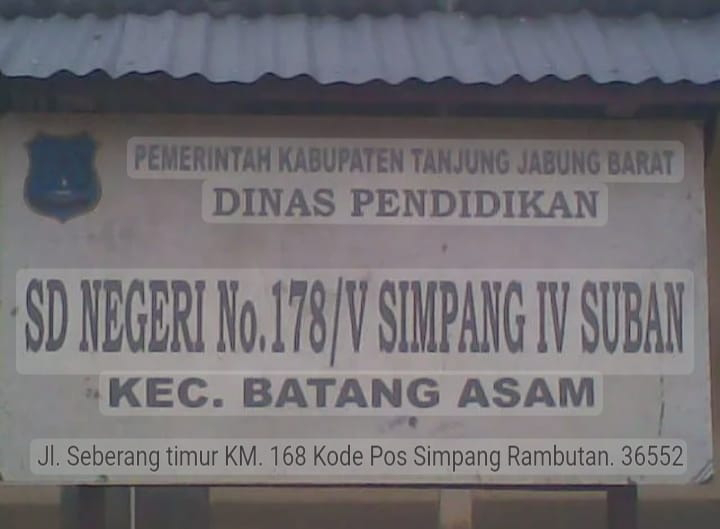 PEMERINTAH KABUPATEN TANJUNG JABUNG BARAT
DINAS PENDIDIKAN
SD NEGERI No.178/V SIMPANG IV SUBAN
KEC. BATANG ASAM
Jl. Seberang timur KM. 168 Kode Pos Simpang Rambutan. 36552